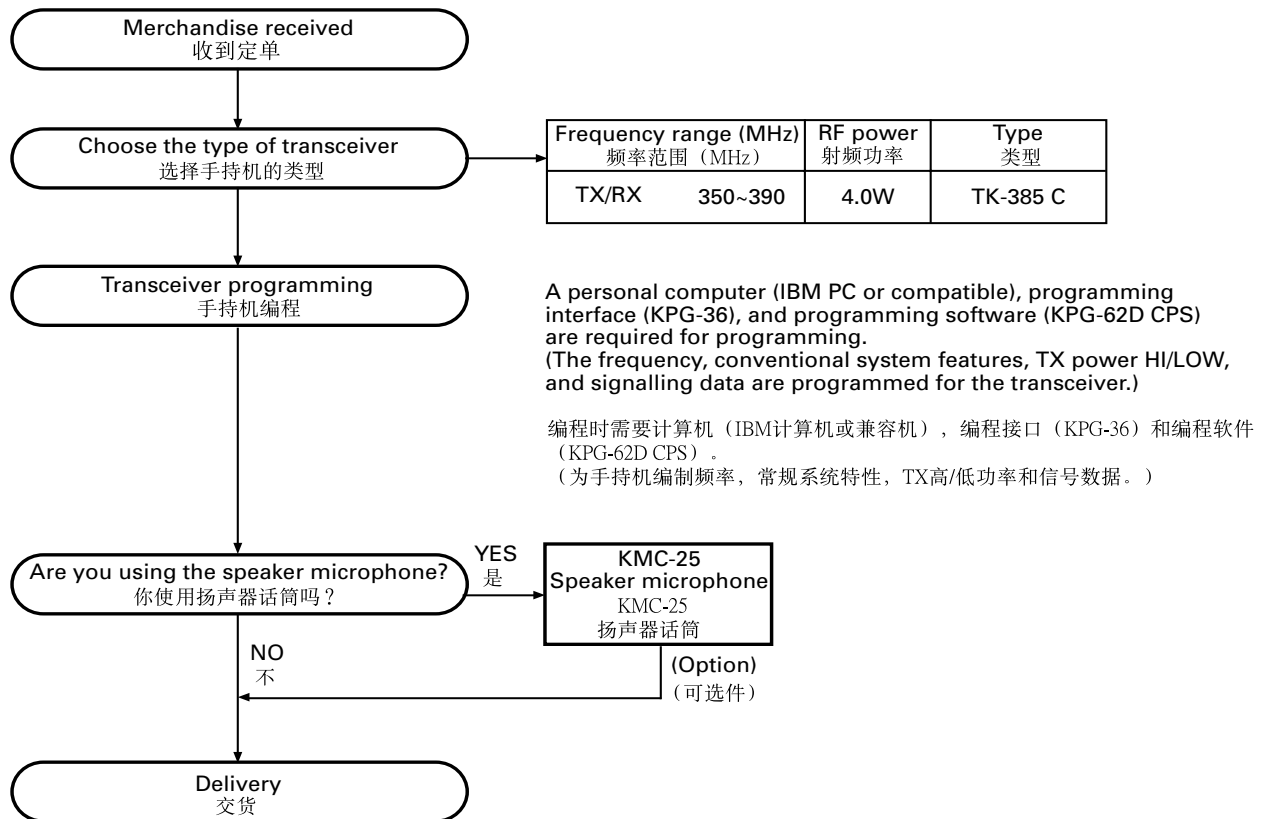 Merchandise received
收到定单
Choose the type of transceiver
选择手持机的类型
Frequency range (MHz) RF power Type
频率范围（MHz） 射频功率 类型
TX/RX 350~390 4.0W TK-385 C
Transceiver programming
手持机编程
A personal computer (IBM PC or compatible), programming
interface (KPG-36), and programming software (KPG-62D CPS)
are required for programming.
(The frequency, conventional system features, TX power HI/LOW,
and signalling data are programmed for the transceiver.)
编程时需要计算机（IBM计算机或兼容机），编程接口（KPG-36）和编程软件
（KPG-62D CPS）。
（为手持机编制频率，常规系统特性，TX高/低功率和信号数据。）
Are you using the speaker microphone?
你使用扬声器话筒吗？
YES
是
KMC-25
Speaker microphone
KMC-25
扬声器话筒
NO
不
(Option)
（可选件）
Delivery
交货